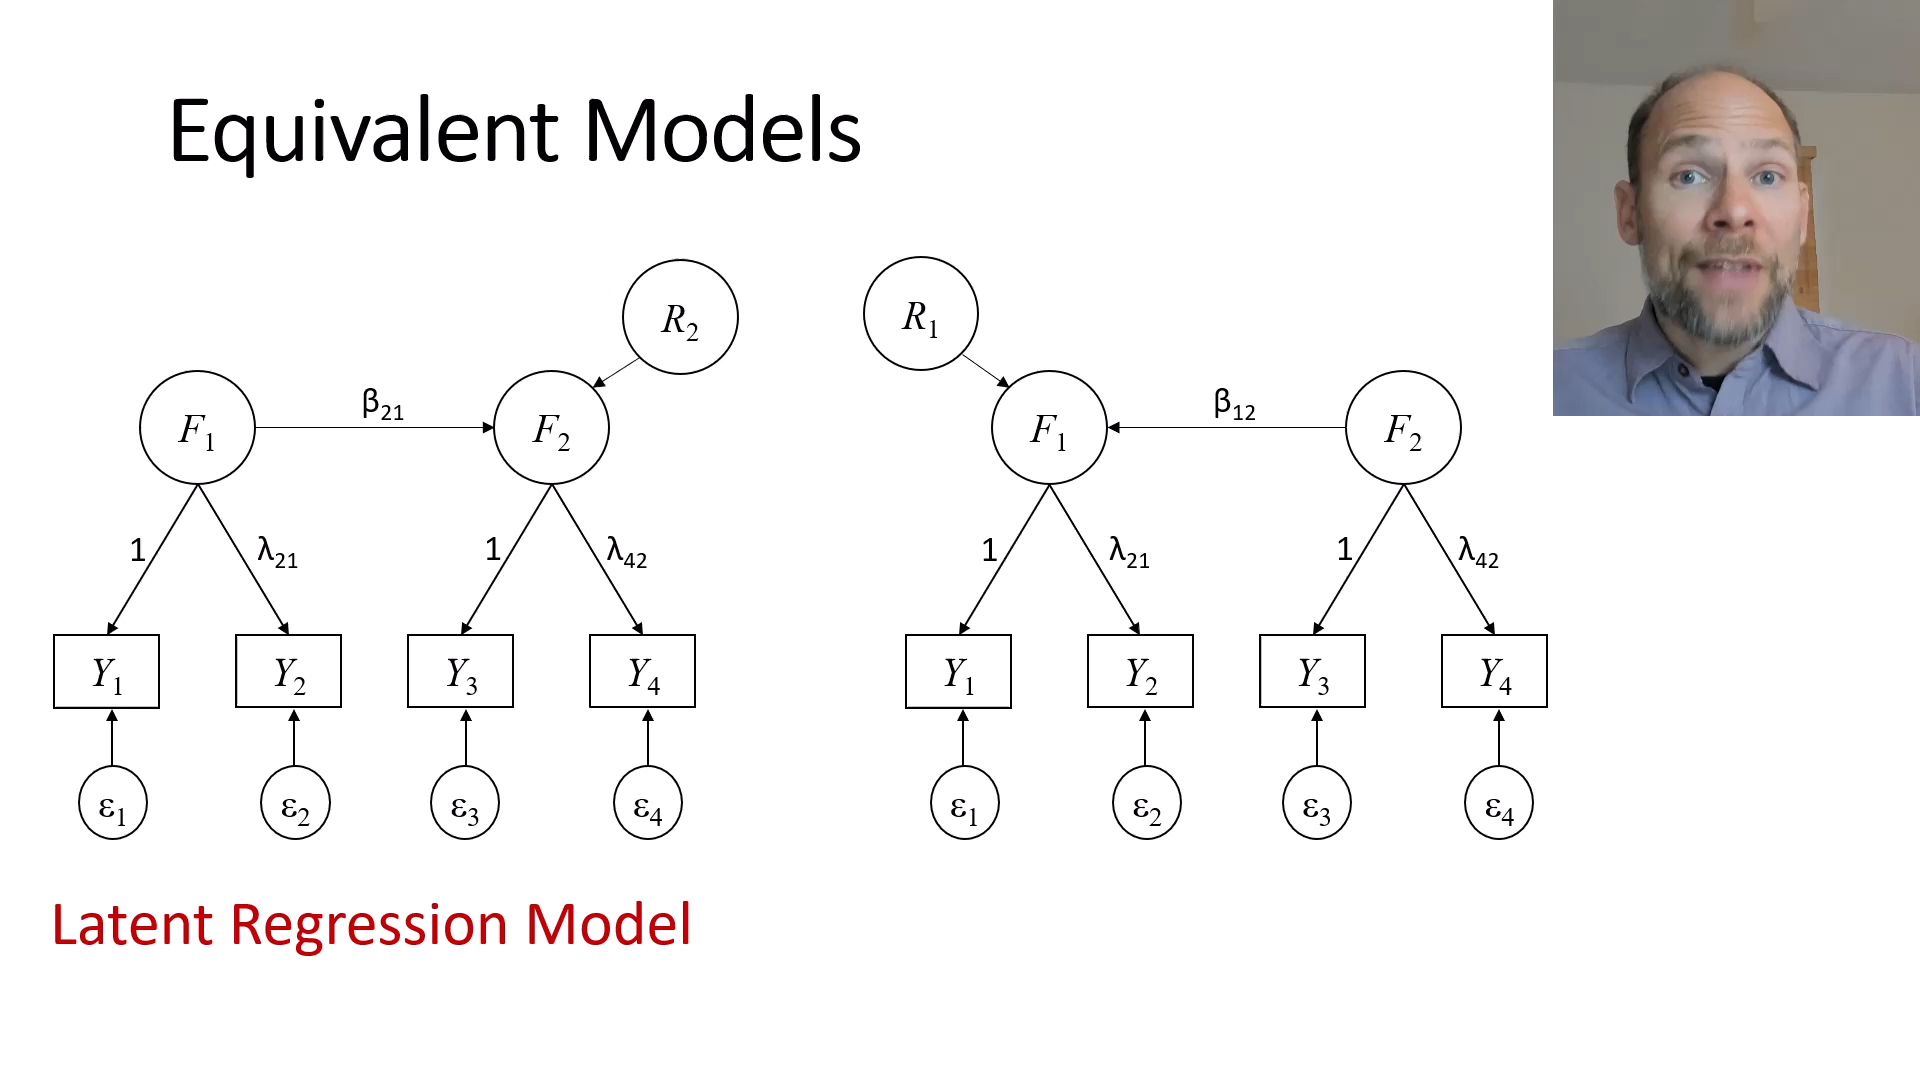 Equivalent Models
R2 R1
β21 β12
F1 F2 F1 F2
1 λ21 1 λ42 1 λ21 1 λ42
Y1 Y2 Y3 Y4 Y1 Y2 Y3 Y4
ε1 ε2 ε3 ε4 ε1 ε2 ε3 ε4
Latent Regression Model